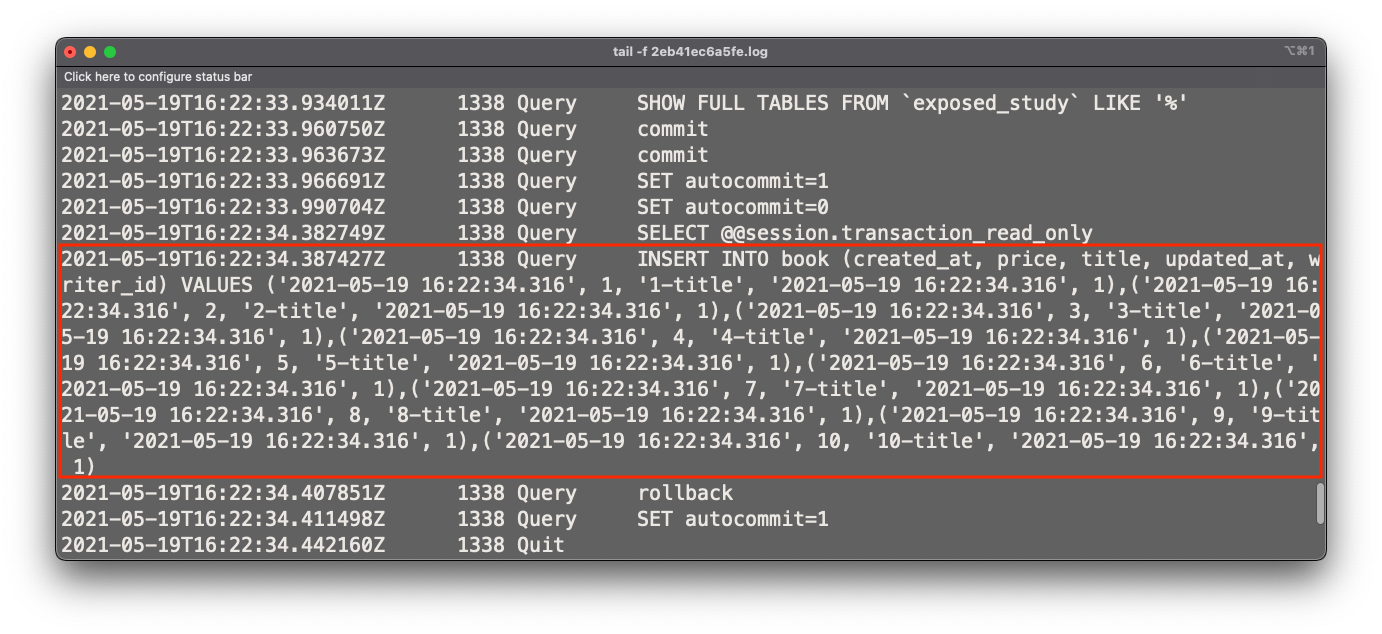 tail -f 2eb41ec6a5fe.log
⌥⌘1
Click here to configure status bar
2021-05-19T16:22:33.934011Z 1338 Query SHOW FULL TABLES FROM `exposed_study` LIKE '%'
2021-05-19T16:22:33.960750Z 1338 Query commit
2021-05-19T16:22:33.963673Z 1338 Query commit
2021-05-19T16:22:33.966691Z 1338 Query SET autocommit=1
2021-05-19T16:22:33.990704Z 1338 Query SET autocommit=0
2021-05-19T16:22:34.382749Z 1338 Query SELECT @@session.transaction_read_only
2021-05-19T16:22:34.387427Z 1338 Query INSERT INTO book (created_at, price, title, updated_at, w
riter_id) VALUES ('2021-05-19 16:22:34.316', 1, '1-title', '2021-05-19 16:22:34.316', 1),('2021-05-19 16:
22:34.316', 2, '2-title', '2021-05-19 16:22:34.316', 1),('2021-05-19 16:22:34.316', 3, '3-title', '2021-0
5-19 16:22:34.316', 1),('2021-05-19 16:22:34.316', 4, '4-title', '2021-05-19 16:22:34.316', 1),('2021-05-
19 16:22:34.316', 5, '5-title', '2021-05-19 16:22:34.316', 1),('2021-05-19 16:22:34.316', 6, '6-title', '
2021-05-19 16:22:34.316', 1),('2021-05-19 16:22:34.316', 7, '7-title', '2021-05-19 16:22:34.316', 1),('20
21-05-19 16:22:34.316', 8, '8-title', '2021-05-19 16:22:34.316', 1),('2021-05-19 16:22:34.316', 9, '9-tit
le', '2021-05-19 16:22:34.316', 1),('2021-05-19 16:22:34.316', 10, '10-title', '2021-05-19 16:22:34.316',
1)
2021-05-19T16:22:34.407851Z 1338 Query rollback
2021-05-19T16:22:34.411498Z 1338 Query SET autocommit=1
2021-05-19T16:22:34.442160Z 1338 Quit